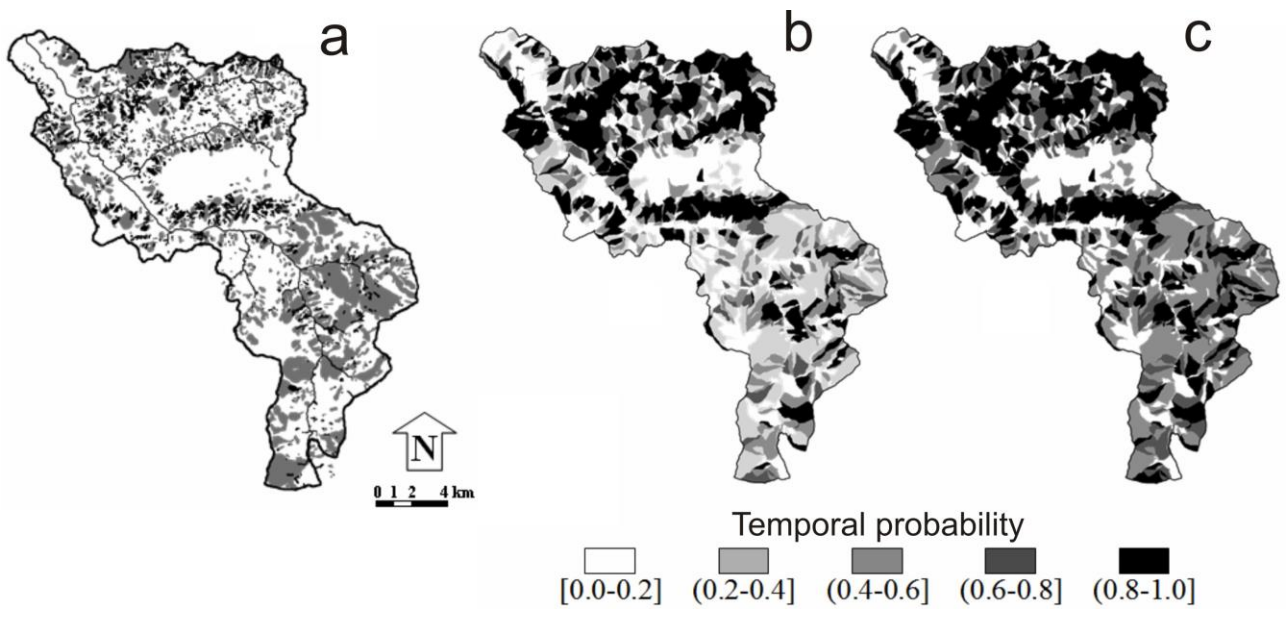 a
b
c
N
0 1 2 4 km
Temporal probability
[0.0-0.2] (0.2-0.4] (0.4-0.6] (0.6-0.8] (0.8-1.0]